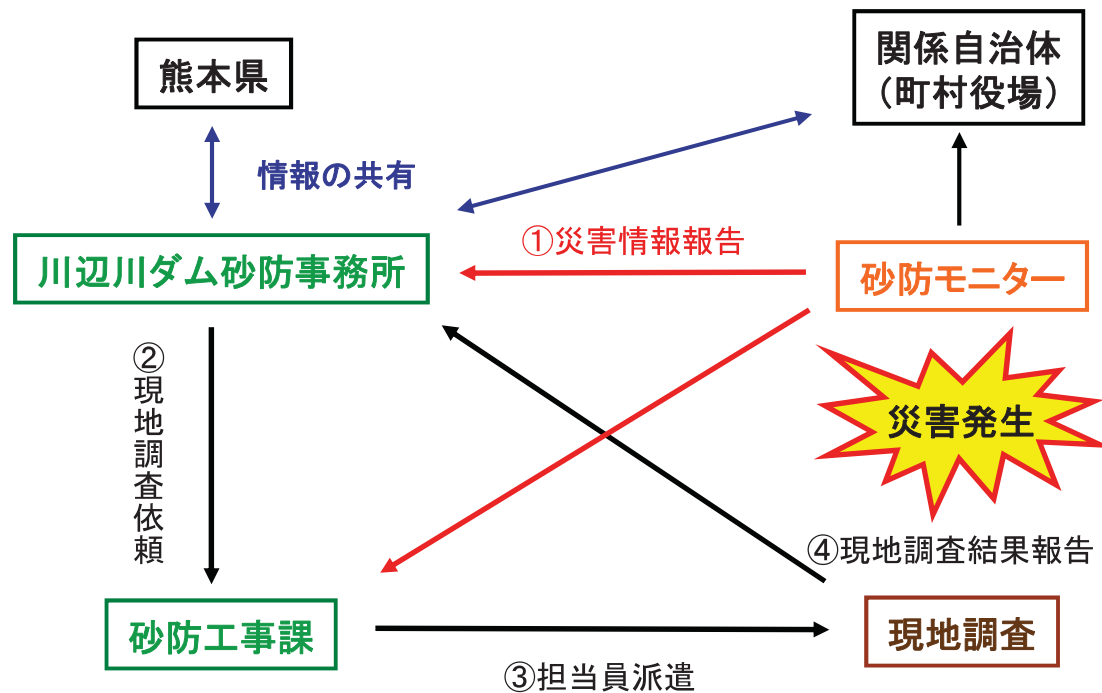 熊本県
関係自治体
（町村役場）
情報の共有
①災害情報報告
川辺川ダム砂防事務所
砂防モニター
②現地調査依頼
災害発生
④現地調査結果報告
砂防工事課
現地調査
③担当員派遣